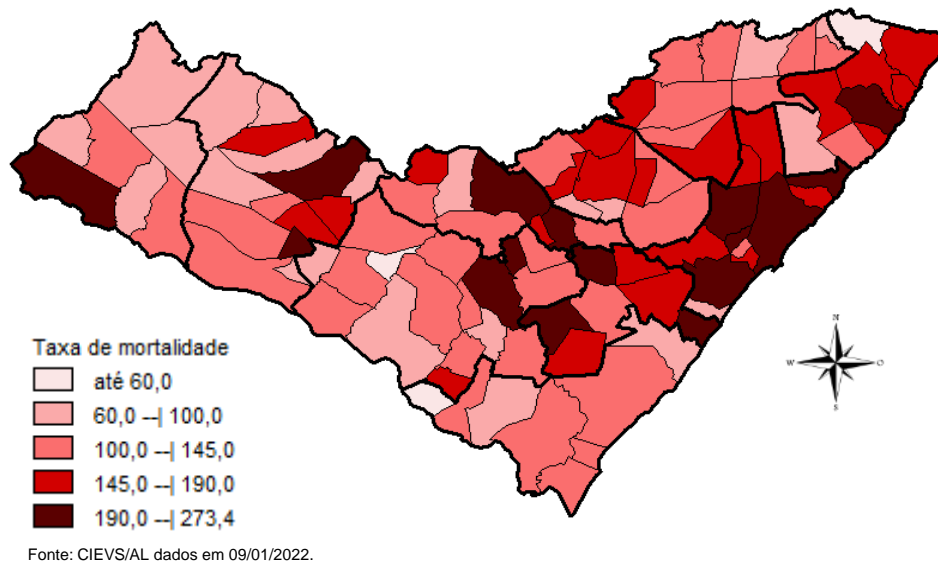 Taxa de mortalidade
até 60,0
60,0 --| 100,0
100,0 --| 145,0
145,0 --| 190,0
190,0 --| 273,4
N
W
O
S
Fonte: CIEVS/AL dados em 09/01/2022.